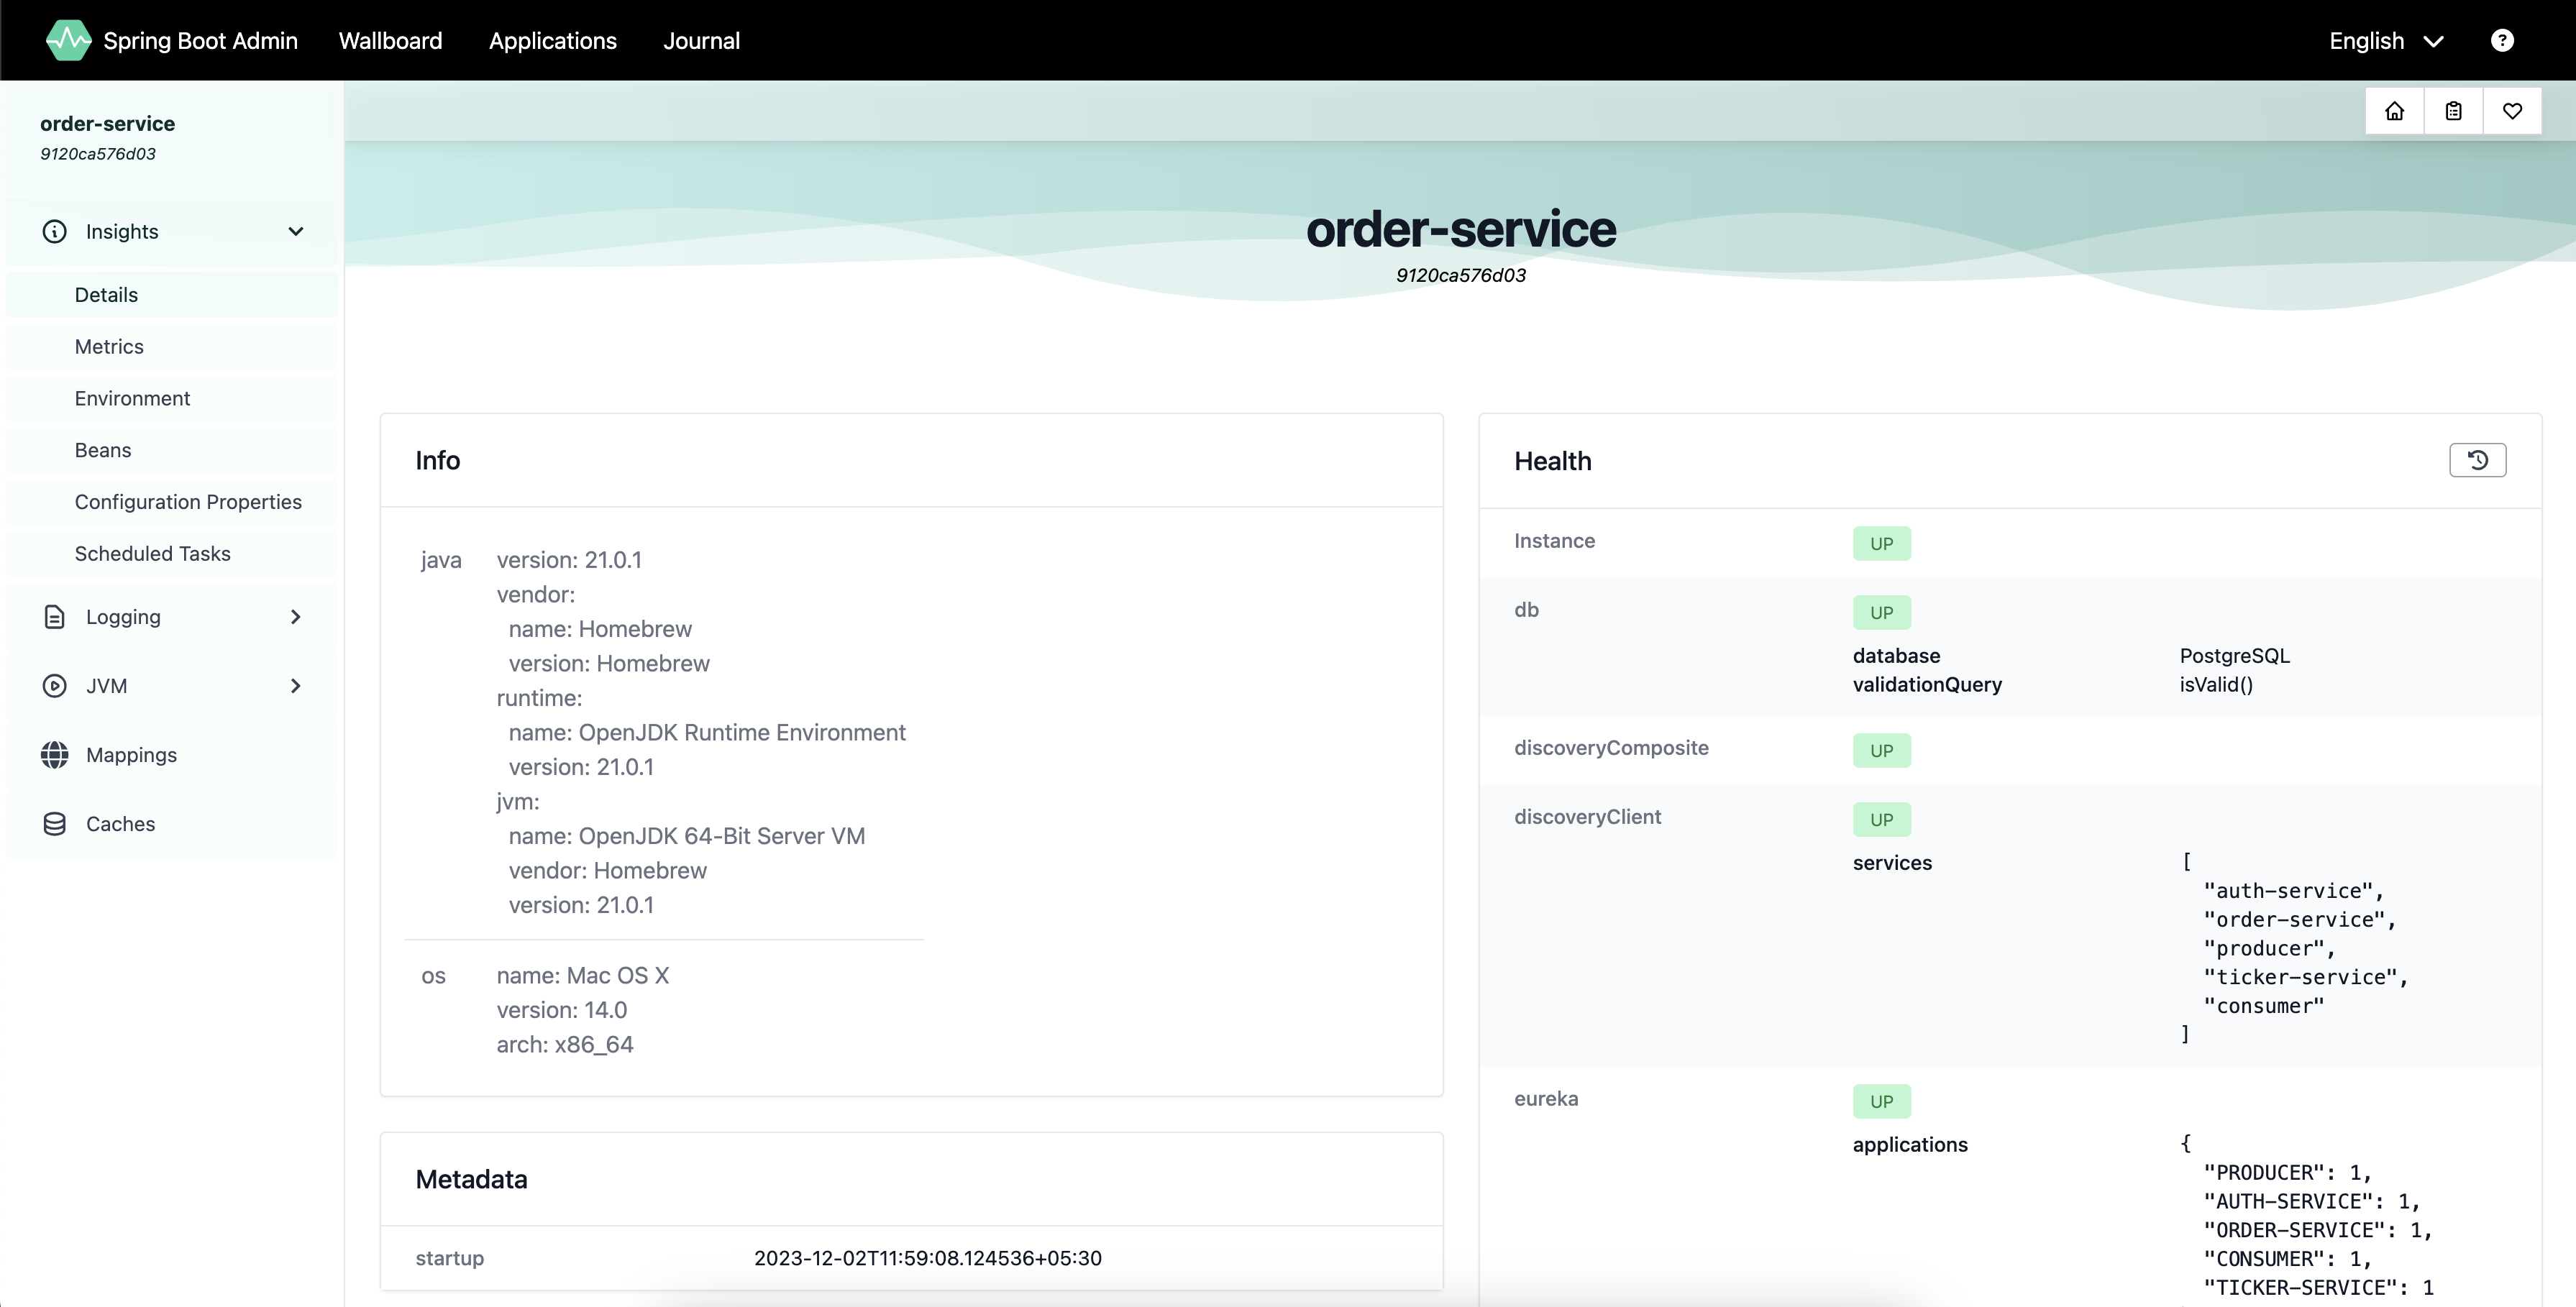 Spring Boot Admin Wallboard Applications Journal English
order-service
9120ca576d03
Insights
Details
Metrics
Environment
Beans
Configuration Properties
Scheduled Tasks
Logging
JVM
Mappings
Caches
order-service
9120ca576d03
Info
java version: 21.0.1
vendor:
name: Homebrew
version: Homebrew
runtime:
name: OpenJDK Runtime Environment
version: 21.0.1
jvm:
name: OpenJDK 64-Bit Server VM
vendor: Homebrew
version: 21.0.1
os name: Mac OS X
version: 14.0
arch: x86_64
Metadata
startup 2023-12-02T11:59:08.124536+05:30
Health
Instance UP
db UP
database PostgreSQL
validationQuery isValid()
discoveryComposite UP
discoveryClient UP
services [
"auth-service",
"order-service",
"producer",
"ticker-service",
"consumer"
]
eureka UP
applications {
"PRODUCER": 1,
"AUTH-SERVICE": 1,
"ORDER-SERVICE": 1,
"CONSUMER": 1,
"TICKER-SERVICE": 1